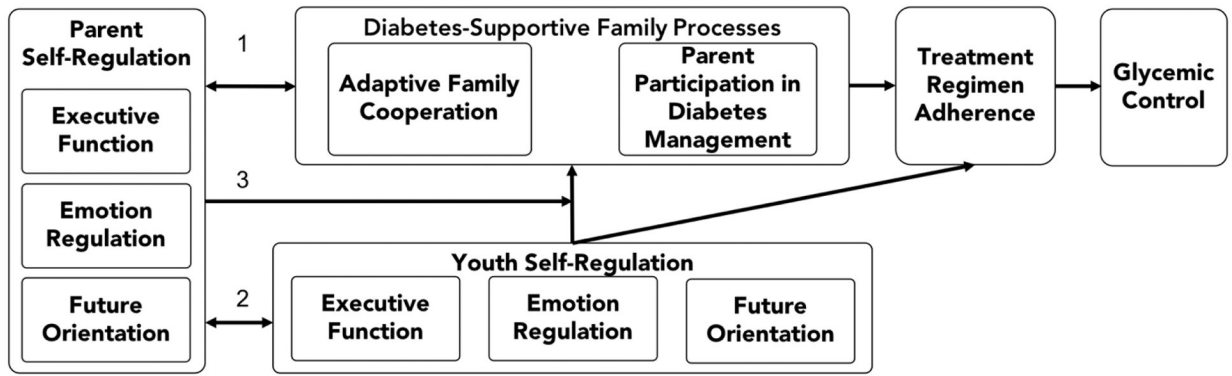 Parent
Self-Regulation
Executive
Function
Emotion
Regulation
Future
Orientation
1
3
2
Diabetes-Supportive Family Processes
Adaptive Family
Cooperation
Parent
Participation in
Diabetes
Management
Treatment
Regimen
Adherence
Glycemic
Control
Youth Self-Regulation
Executive
Function
Emotion
Regulation
Future
Orientation